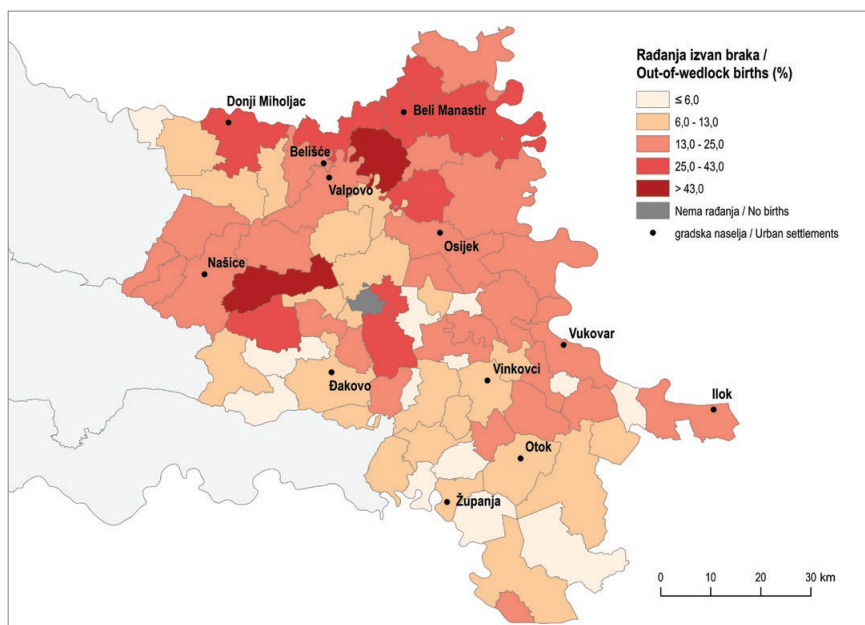 Rađanja izvan braka /
Out-of-wedlock births (%)
≤ 6,0
6,0 - 13,0
13,0 - 25,0
25,0 - 43,0
> 43,0
Nema rađanja / No births
gradska naselja / Urban settlements
Donji Miholjac
Beli Manastir
Belišće
Valpovo
Osijek
Našice
Vukovar
Đakovo
Vinkovci
Ilok
Otok
Županja
0 10 20 30 km